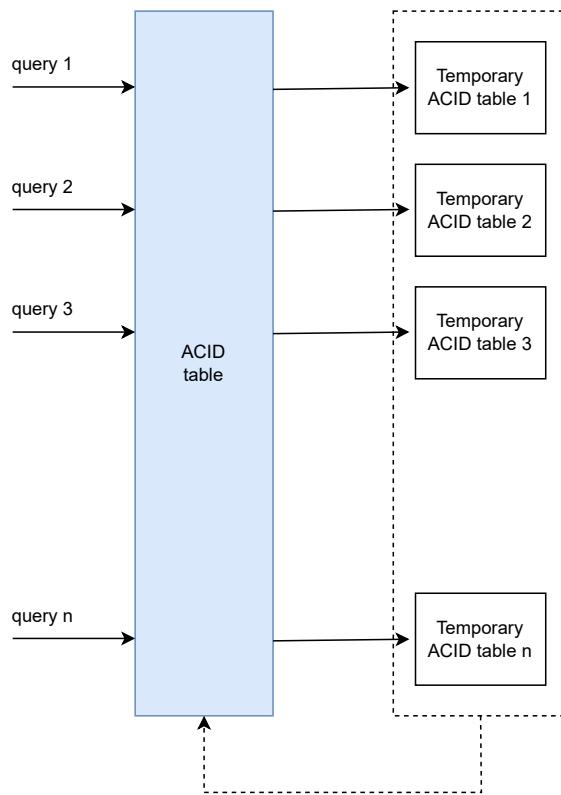 query 1
Temporary
ACID table 1
query 2
Temporary
ACID table 2
query 3
Temporary
ACID table 3
ACID
table
query n
Temporary
ACID table n